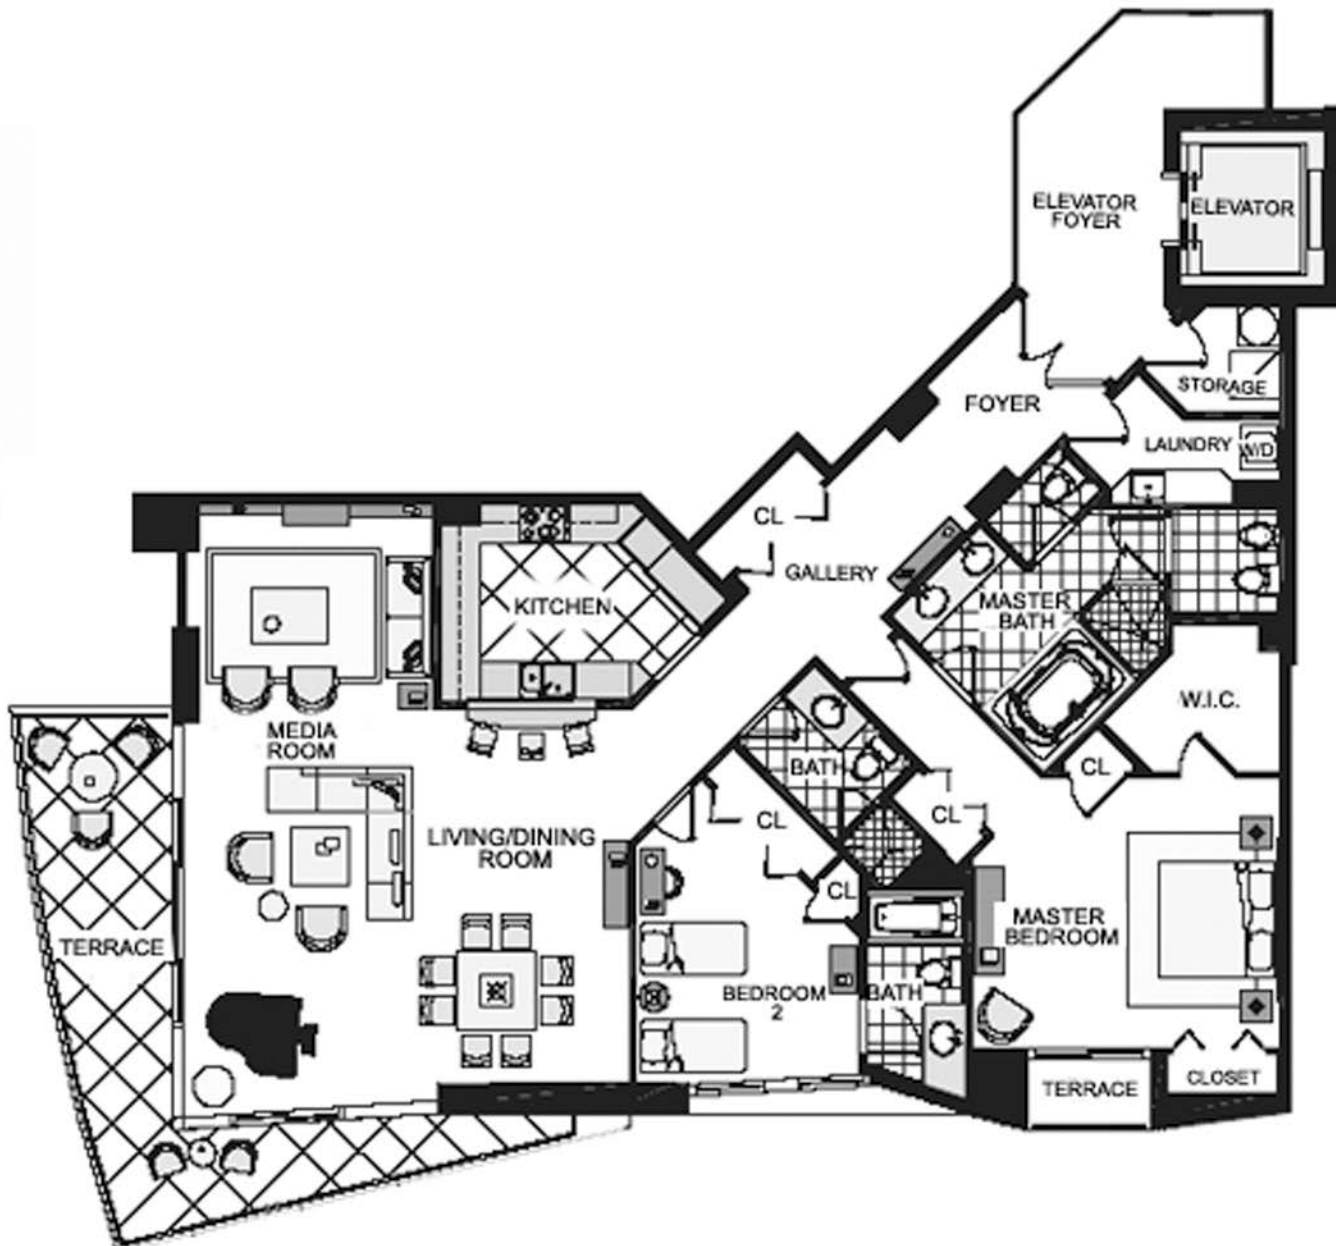 ELEVATOR
FOYER
ELEVATOR
STORAGE
FOYER
LAUNDRY
W/D
CL
GALLERY
KITCHEN
MASTER
BATH
W.I.C.
MEDIA
ROOM
BATH
CL
CL
CL
LIVING/DINING
ROOM
CL
MASTER
BEDROOM
TERRACE
BEDROOM
2
BATH
TERRACE
CLOSET